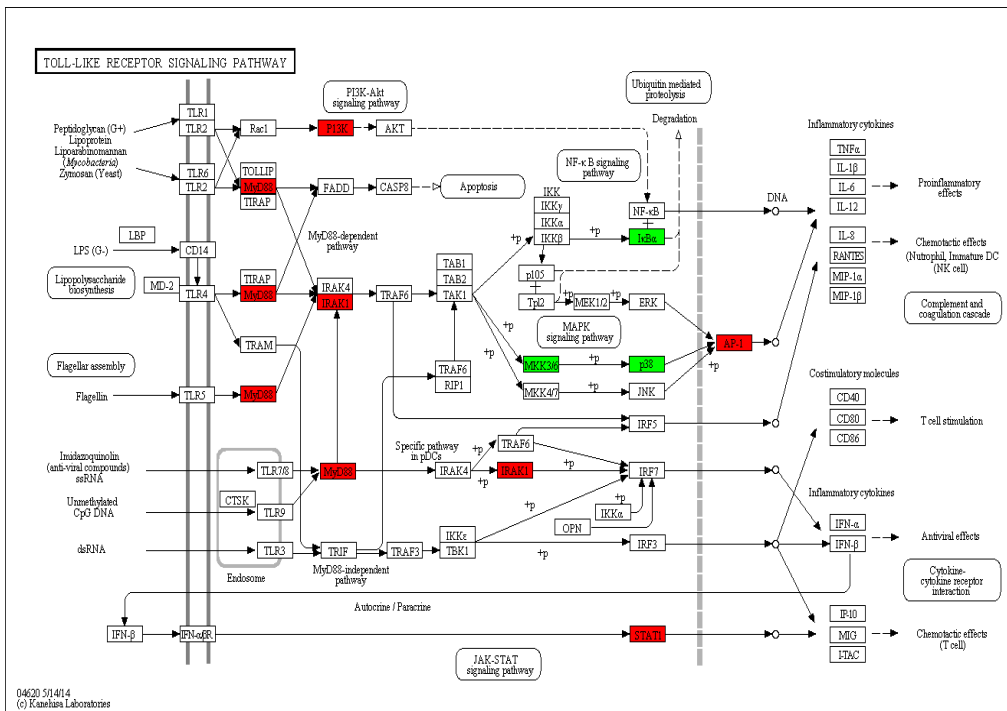 TOLL-LIKE RECEPTOR SIGNALING PATHWAY
PI3K-Akt
signaling pathway
Ubiquitin mediated
proteolysis
Degradation
Inflammatory cytokines
Peptidoglycan (G+)
Lipoprotein
Lipoarabinomannan
(Mycobacteria)
Zymosan (Yeast)
TLR1
TLR2
TLR6
TLR2
Rac1
PI3K
AKT
TOLLIP
MyD88
TIRAP
FADD
CASP8
Apoptosis
MyD88-dependent
pathway
NF-κB signaling
pathway
IKK
IKKγ
IKKα
IKKβ
+p
+p
NF-κB
IκBα
DNA
TNFα
IL-1β
IL-6
IL-12
Proinflammatory
effects
IL-8
RANTES
MIP-1α
MIP-1β
Chemotactic effects
(Nutrophil, Immature DC
(NK cell)
Complement and
coagulation cascade
LBP
LPS (G-)
CD14
Lipopolysaccharide
biosynthesis
MD-2
TLR4
TIRAP
MyD88
IRAK4
IRAK1
TRAF6
TAB1
TAB2
TAK1
p105
Tpl2
+p
MEK1/2
+p
ERK
MAPK
signaling pathway
+p
AP-1
+p
TRAM
TRAF6
RIP1
+p
MKK3/6
+p
p38
+p
MKK4/7
+p
JNK
Flagellar assembly
Flagellin
TLR5
MyD88
IRF5
Costimulatory molecules
CD40
CD80
CD86
T cell stimulation
Imidazoquinolin
(anti-viral compounds)
ssRNA
TLR7/8
MyD88
Specific pathway
in pDCs
IRAK4
+p
+p
TRAF6
IRAK1
+p
IRF7
Unmethylated
CpG DNA
CTSK
TLR9
+p
IKKα
OPN
Inflammatory cytokines
IFN-α
IFN-β
Antiviral effects
dsRNA
TLR3
TRIF
TRAF3
IKKε
TBK1
+p
IRF3
Endosome
MyD88-independent
pathway
Cytokine-
cytokine receptor
interaction
Autocrine / Paracrine
IFN-β
IFN-αβR
STAT1
IP-10
MIG
I-TAC
Chemotactic effects
(T cell)
JAK-STAT
signaling pathway
04620 5/14/14
(c) Kanehisa Laboratories